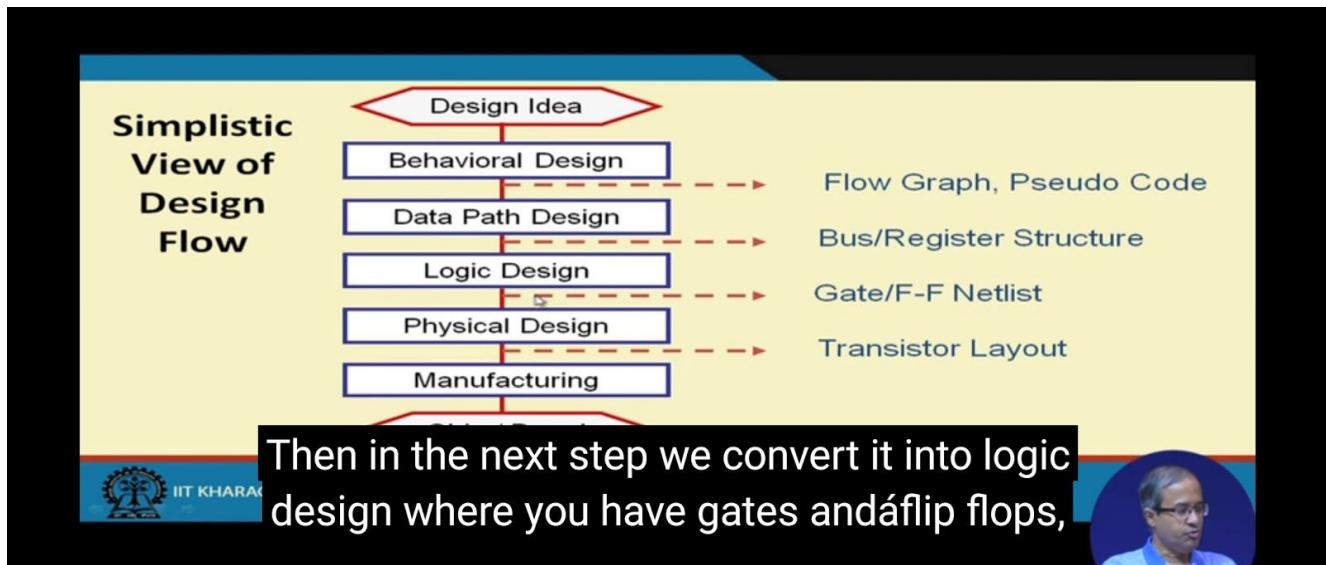 Simplistic
View of
Design
Flow
Design Idea
Behavioral Design
Flow Graph, Pseudo Code
Data Path Design
Bus/Register Structure
Logic Design
Gate/F-F Netlist
Physical Design
Transistor Layout
Manufacturing
IIT
Then in the next step we convert it into logic
design where you have gates andáflip flops,